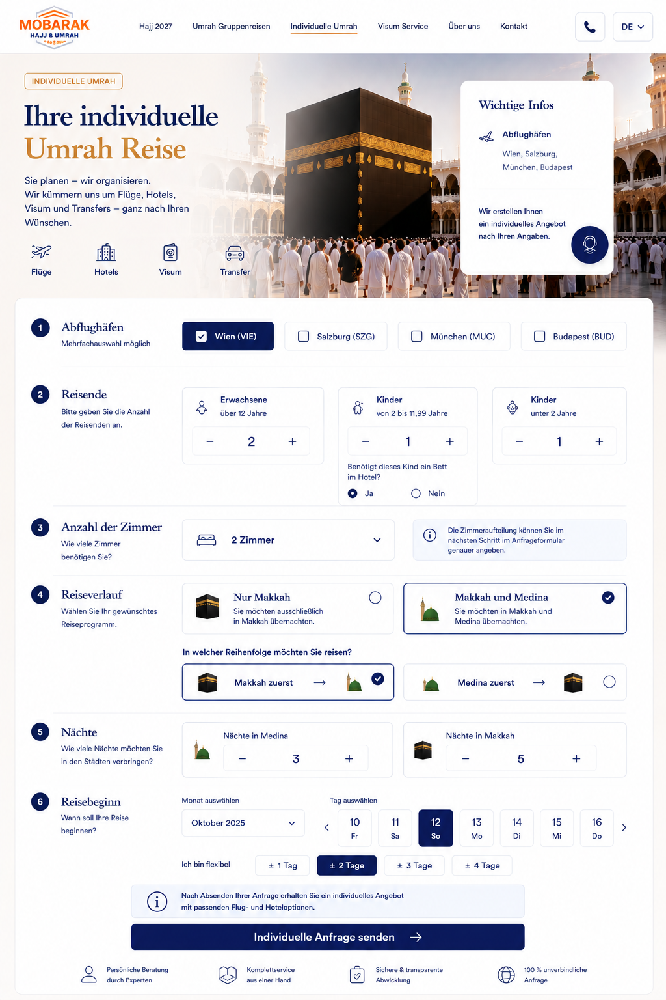 MOBARAK
HAJJ & UMRAH
Hajj 2027
Umrah Gruppenreisen
Individuelle Umrah
Visum Service
Über uns
Kontakt
DE
INDIVIDUELLE UMRAH
Ihre individuelle
Umrah Reise
Sie planen – wir organisieren.
Wir kümmern uns um Flüge, Hotels,
Visum und Transfers – ganz nach Ihren
Wünschen.
Flüge
Hotels
Visum
Transfer
Wichtige Infos
Abflughäfen
Wien, Salzburg,
München, Budapest
Wir erstellen Ihnen
ein individuelles Angebot
nach Ihren Angaben.
1
Abflughäfen
Mehrfachauswahl möglich
Wien (VIE)
Salzburg (SZG)
München (MUC)
Budapest (BUD)
2
Reisende
Bitte geben Sie die Anzahl
der Reisenden an.
Erwachsene
über 12 Jahre
− 2 +
Kinder
von 2 bis 11,99 Jahre
− 1 +
Benötigt dieses Kind ein Bett
im Hotel?
Ja
Nein
Kinder
unter 2 Jahre
− 1 +
3
Anzahl der Zimmer
Wie viele Zimmer
benötigen Sie?
2 Zimmer
i
Die Zimmeraufteilung können Sie im
nächsten Schritt im Anfrageformular
genauer angeben.
4
Reiseverlauf
Wählen Sie Ihr gewünschtes
Reiseprogramm.
Nur Makkah
Sie möchten ausschließlich
in Makkah übernachten.
Makkah und Medina
Sie möchten in Makkah und
Medina übernachten.
In welcher Reihenfolge möchten Sie reisen?
Makkah zuerst →
Medina zuerst →
5
Nächte
Wie viele Nächte möchten Sie
in den Städten verbringen?
Nächte in Medina
− 3 +
Nächte in Makkah
− 5 +
6
Reisebeginn
Wann soll Ihre Reise
beginnen?
Monat auswählen
Oktober 2025
Tag auswählen
10
Fr
11
Sa
12
So
13
Mo
14
Di
15
Mi
16
Do
Ich bin flexibel
± 1 Tag
± 2 Tage
± 3 Tage
± 4 Tage
i
Nach Absenden Ihrer Anfrage erhalten Sie ein individuelles Angebot
mit passenden Flug- und Hoteloptionen.
Individuelle Anfrage senden →
Persönliche Beratung
durch Experten
Komplettservice
aus einer Hand
Sichere & transparente
Abwicklung
100 % unverbindliche
Anfrage